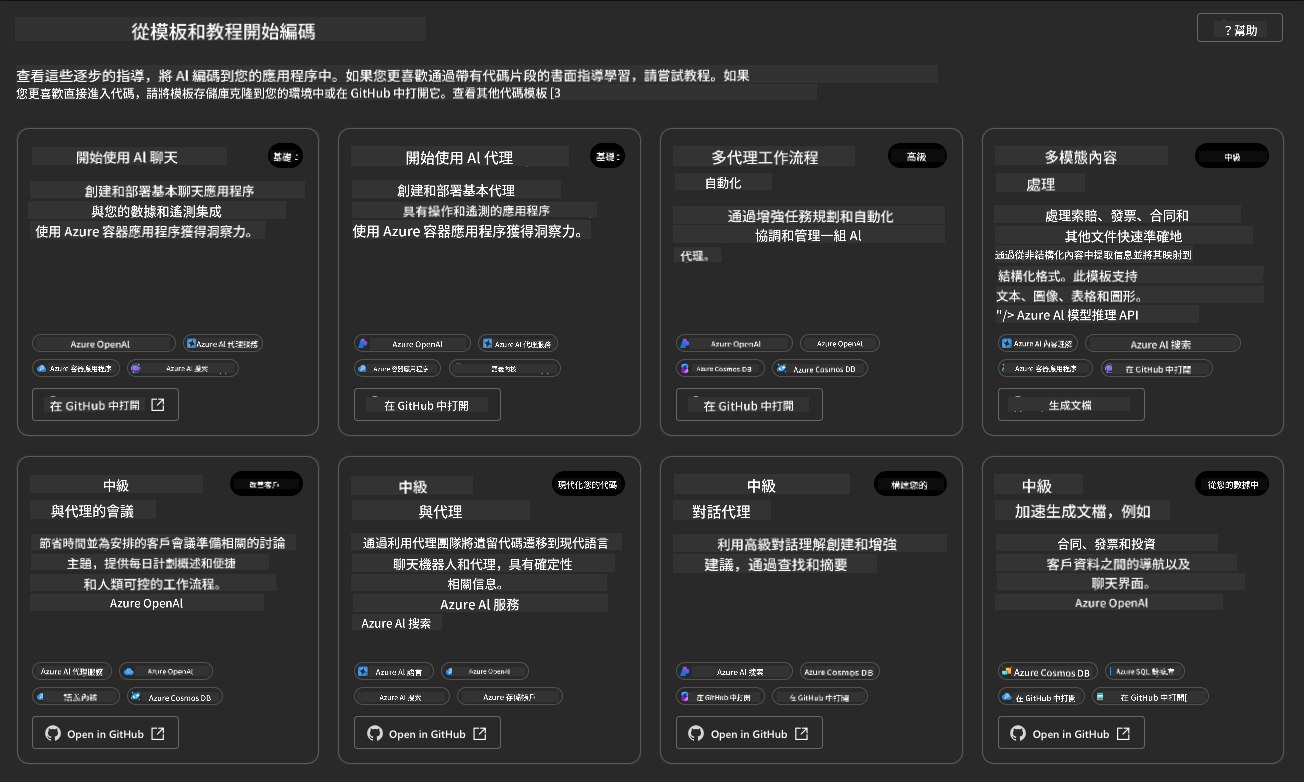 從模板和教程開始編碼
? 幫助
查看這些逐步的指導，將 AI 編碼到您的應用程序中。如果您更喜歡通過帶有代碼片段的書面指導學習，請嘗試教程。如果
您更喜歡直接進入代碼，請將模板存儲庫克隆到您的環境中或在 GitHub 中打開它。查看其他代碼模板 [3
開始使用 AI 聊天
基礎：
創建和部署基本聊天應用程序
與您的數據和遙測集成
使用 Azure 容器應用程序獲得洞察力。
Azure OpenAI
Azure AI 代理服務
Azure 容器應用程序
Azure AI 搜索
在 GitHub 中打開
開始使用 AI 代理
基礎：
創建和部署基本代理
具有操作和遙測的應用程序
使用 Azure 容器應用程序獲得洞察力。
Azure OpenAI
Azure AI 代理服務
Azure 容器應用程序
語義內核
在 GitHub 中打開
多代理工作流程
高級
自動化
通過增強任務規劃和自動化
協調和管理一組 AI
代理。
Azure OpenAI
Azure OpenAI
Azure Cosmos DB
Azure Cosmos DB
在 GitHub 中打開
多模態內容
中級
處理
處理索賠、發票、合同和
其他文件快速準確地
通過從非結構化內容中提取信息並將其映射到
結構化格式。此模板支持
文本、圖像、表格和圖形。
"/> Azure AI 模型推理 API
Azure AI 內容理解
Azure AI 搜索
Azure 容器應用程序
在 GitHub 中打開
生成文檔
中級
改善客戶
與代理的會議
節省時間並為安排的客戶會議準備相關的討論
主題，提供每日計劃概述和便捷
和人類可控的工作流程。
Azure OpenAI
Azure AI 代理服務
Azure OpenAI
語義內核
Azure Cosmos DB
Open in GitHub
中級
現代化您的代碼
與代理
通過利用代理團隊將遺留代碼遷移到現代語言
聊天機器人和代理，具有確定性
相關信息。
Azure AI 服務
Azure AI 搜索
Azure AI 語言
Azure OpenAI
Azure AI 搜索
Azure 存儲帳戶
Open in GitHub
中級
構建您的
對話代理
利用高級對話理解創建和增強
建議，通過查找和摘要
Azure AI 搜索
Azure Cosmos DB
在 GitHub 中打開
在 GitHub 中打開
Open in GitHub
中級
從您的數據中
加速生成文檔，例如
合同、發票和投資
客戶資料之間的導航以及
聊天界面。
Azure OpenAI
Azure Cosmos DB
Azure SQL 數據庫
在 GitHub 中打開
在 GitHub 中打開[
Open in GitHub